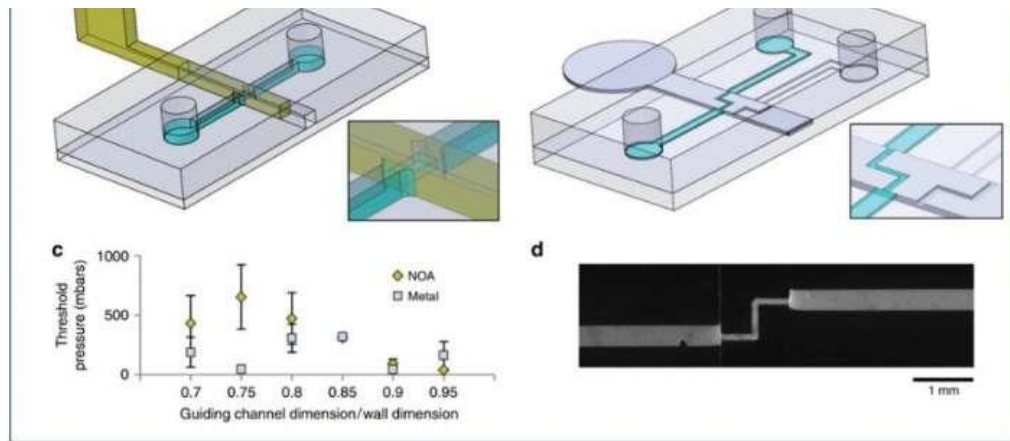 c
1000
500
0
Threshold
pressure (mbars)
NOA
Metal
0.7 0.75 0.8 0.85 0.9 0.95
Guiding channel dimension/wall dimension
d
1 mm